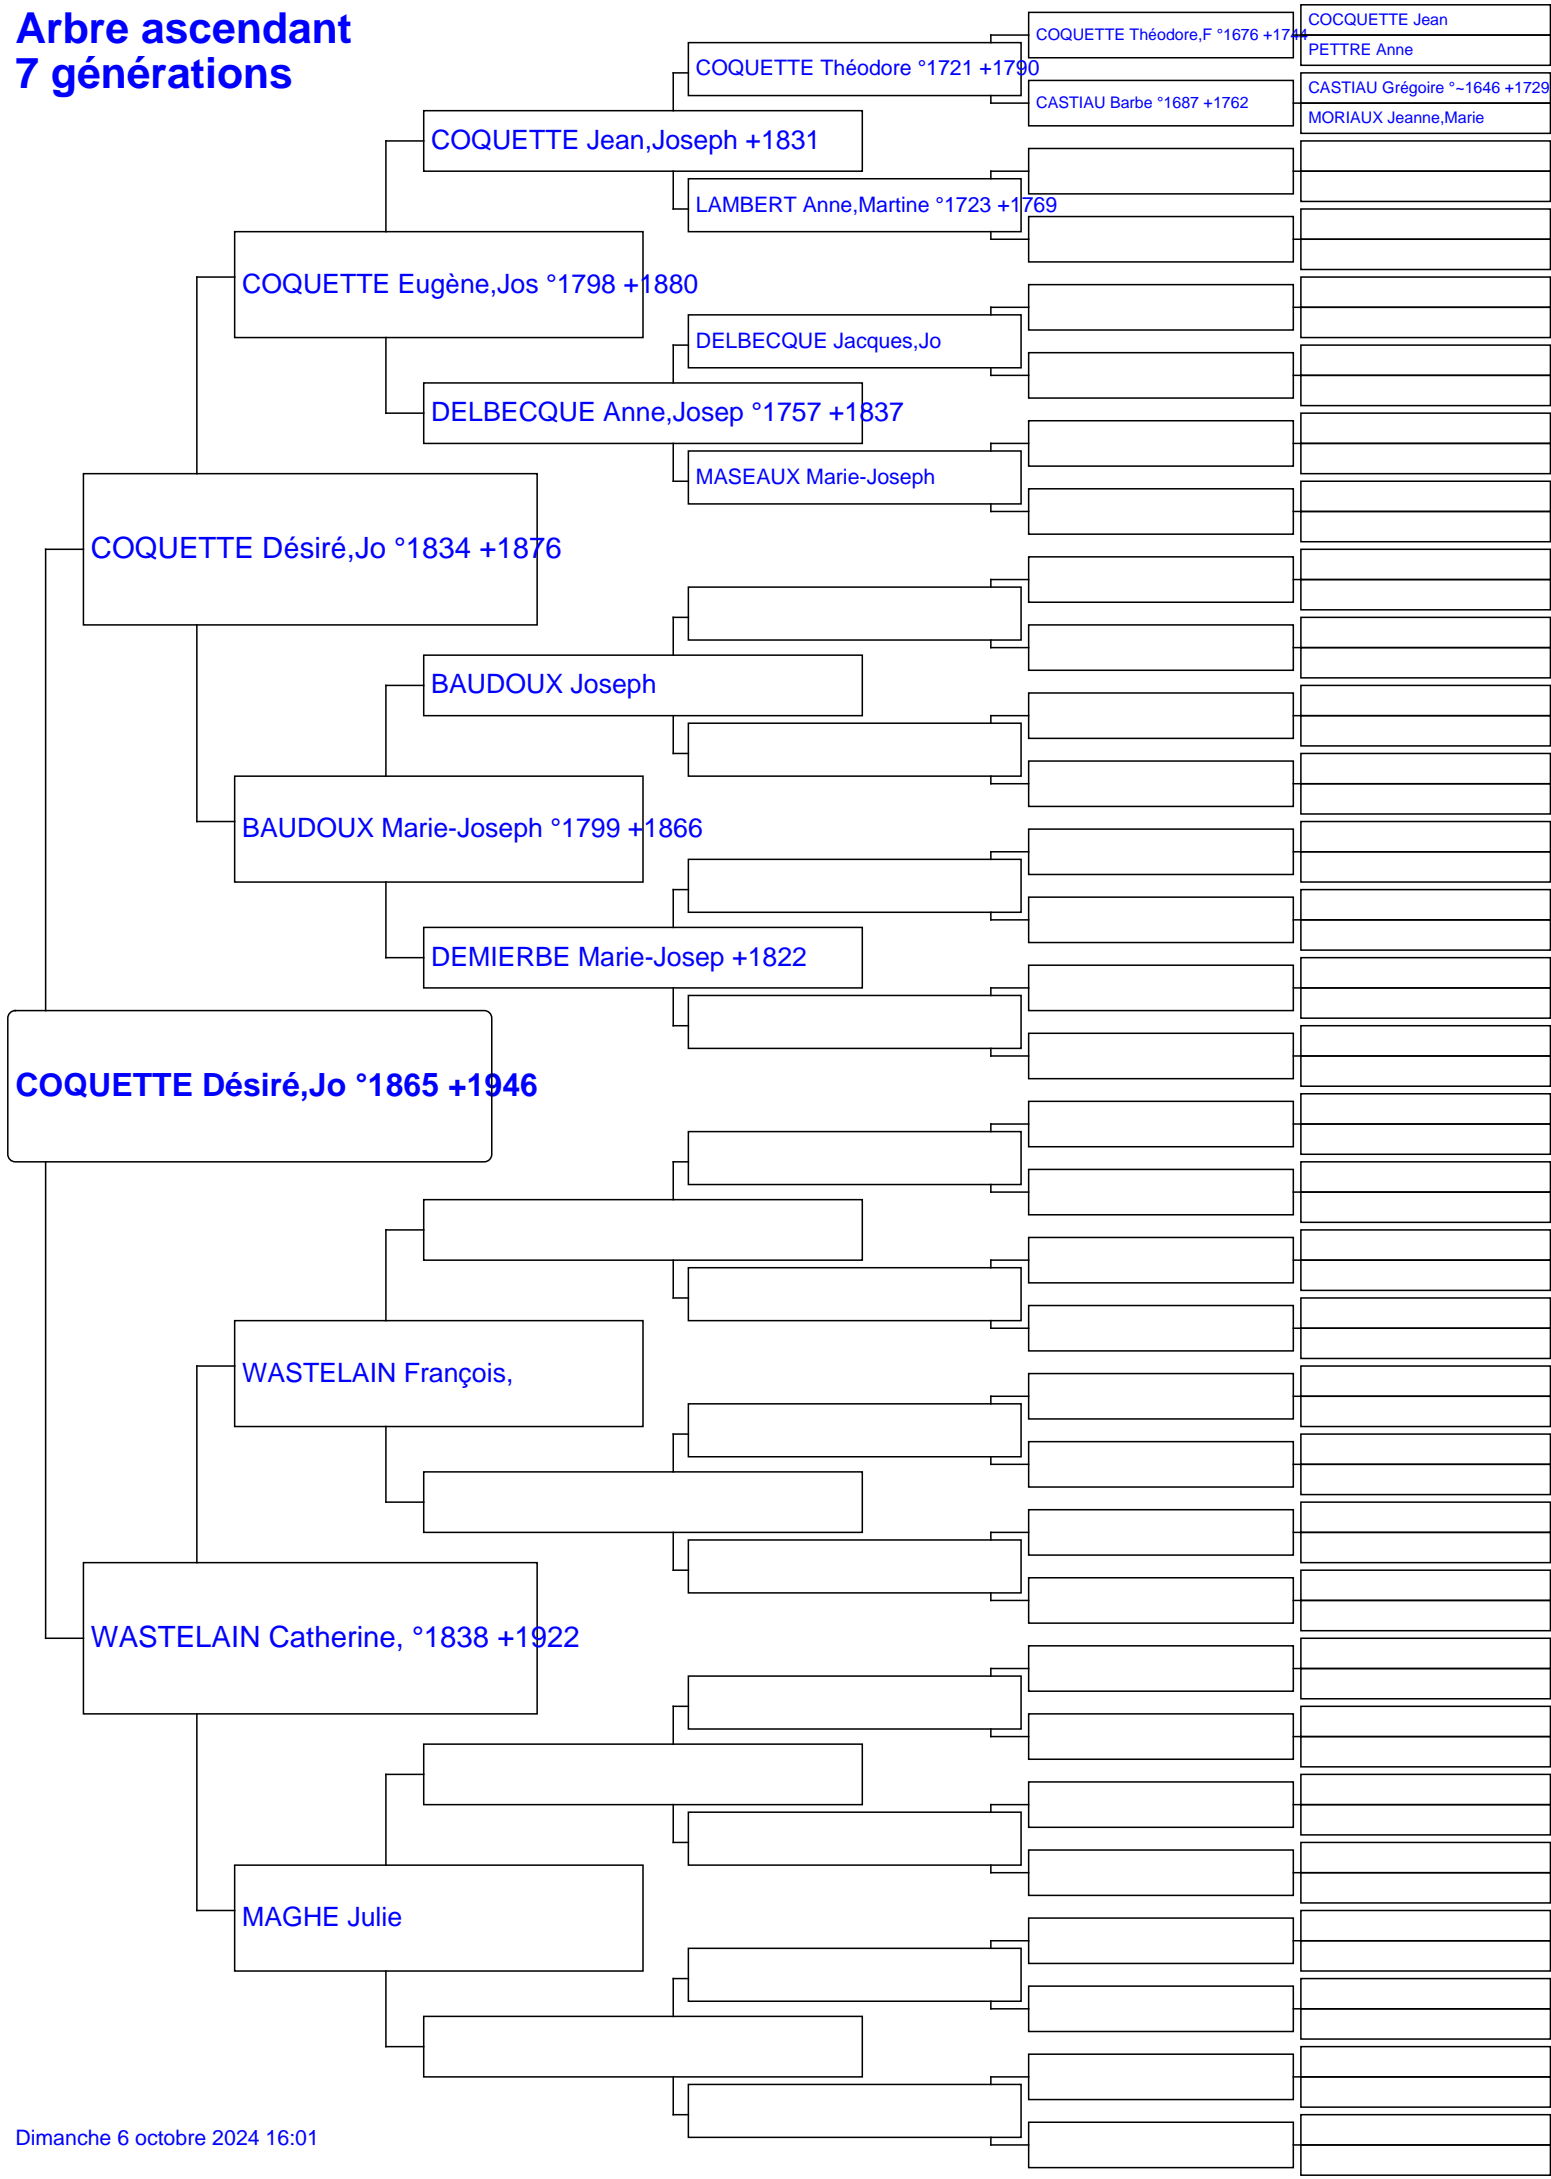 Arbre ascendant
7 générations
COCQUETTE Jean
COQUETTE Théodore,F °1676 +1744
PETTRE Anne
COQUETTE Théodore °1721 +1790
CASTIAU Grégoire °~1646 +1729
CASTIAU Barbe °1687 +1762
MORIAUX Jeanne,Marie
COQUETTE Jean,Joseph +1831
LAMBERT Anne,Martine °1723 +1769
COQUETTE Eugène,Jos °1798 +1880
DELBECQUE Jacques,Jo
DELBECQUE Anne,Josep °1757 +1837
MASEAUX Marie-Joseph
COQUETTE Désiré,Jo °1834 +1876
BAUDOUX Joseph
BAUDOUX Marie-Joseph °1799 +1866
DEMIERBE Marie-Josep +1822
COQUETTE Désiré,Jo °1865 +1946
WASTELAIN François,
WASTELAIN Catherine, °1838 +1922
MAGHE Julie
Dimanche 6 octobre 2024 16:01